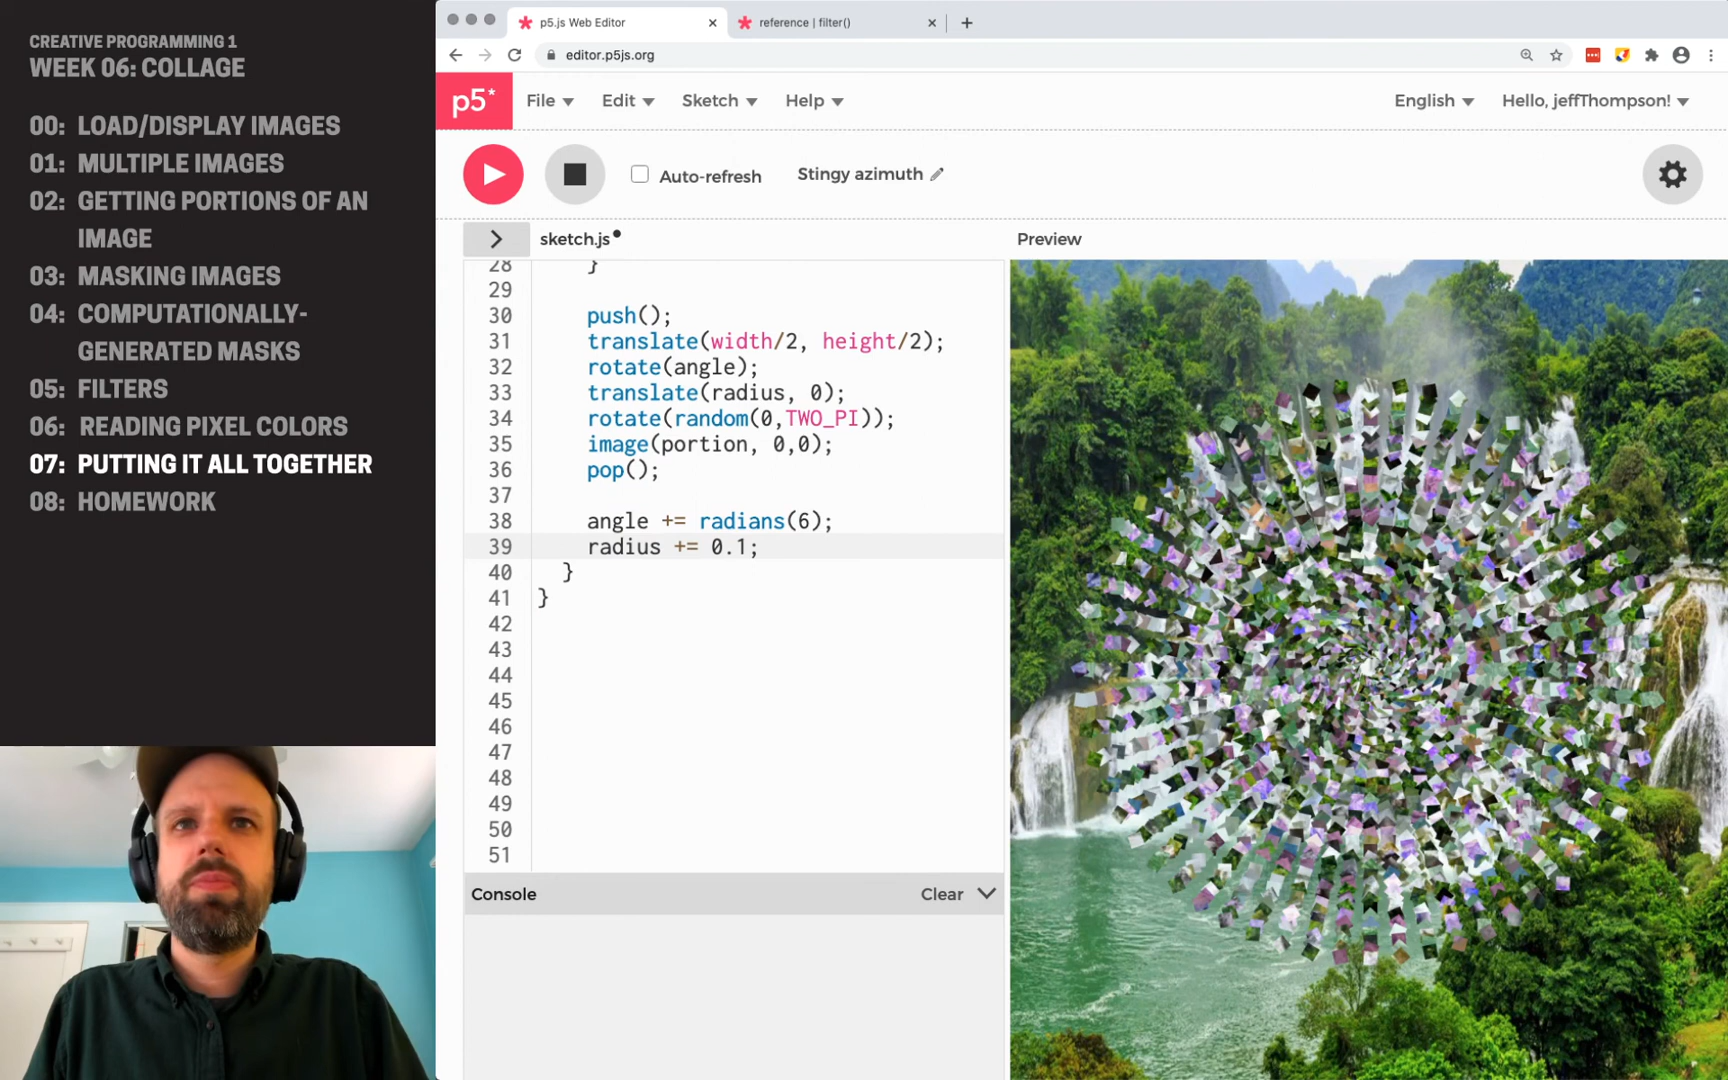 CREATIVE PROGRAMMING 1
WEEK 06: COLLAGE
00: LOAD/DISPLAY IMAGES
01: MULTIPLE IMAGES
02: GETTING PORTIONS OF AN
IMAGE
03: MASKING IMAGES
04: COMPUTATIONALLY-
GENERATED MASKS
05: FILTERS
06: READING PIXEL COLORS
07: PUTTING IT ALL TOGETHER
08: HOMEWORK
p5.js Web Editor
reference | filter()
editor.p5js.org
p5*
File Edit Sketch Help
English Hello, jeffThompson!
Auto-refresh
Stingy azimuth
sketch.js
Preview
28 }
29
30 push();
31 translate(width/2, height/2);
32 rotate(angle);
33 translate(radius, 0);
34 rotate(random(0,TWO_PI));
35 image(portion, 0,0);
36 pop();
37
38 angle += radians(6);
39 radius += 0.1;
40 }
41 }
42
43
44
45
46
47
48
49
50
51
Console
Clear